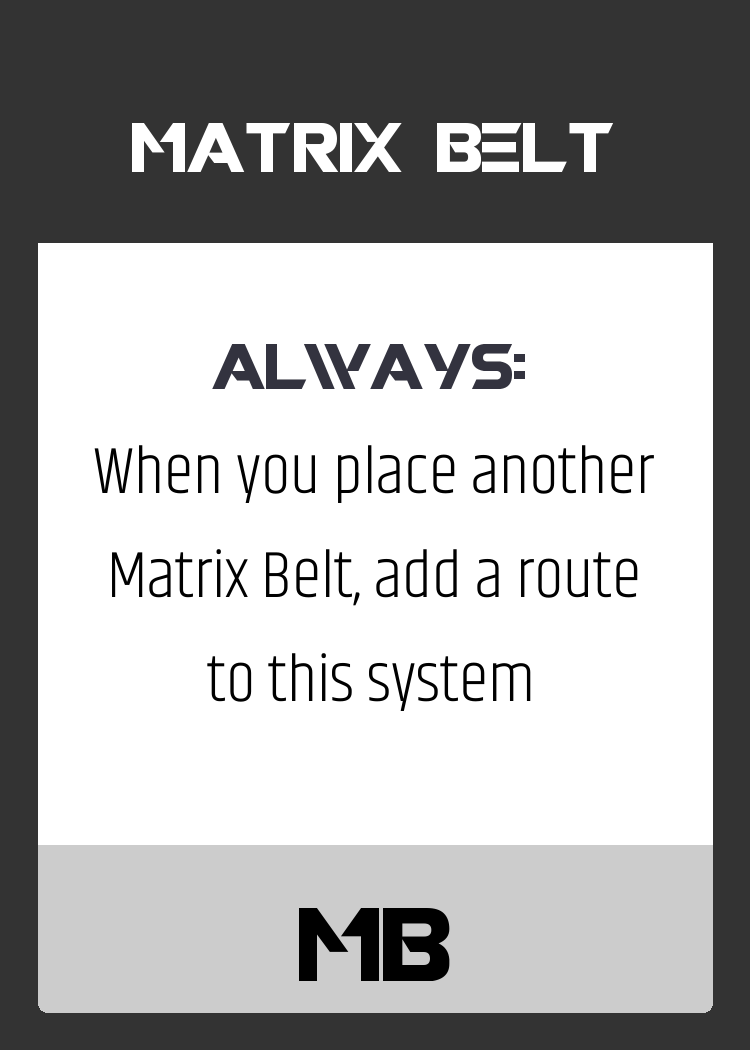 MATRIX BELT
ALWAYS:
When you place another
Matrix Belt, add a route
to this system
MB